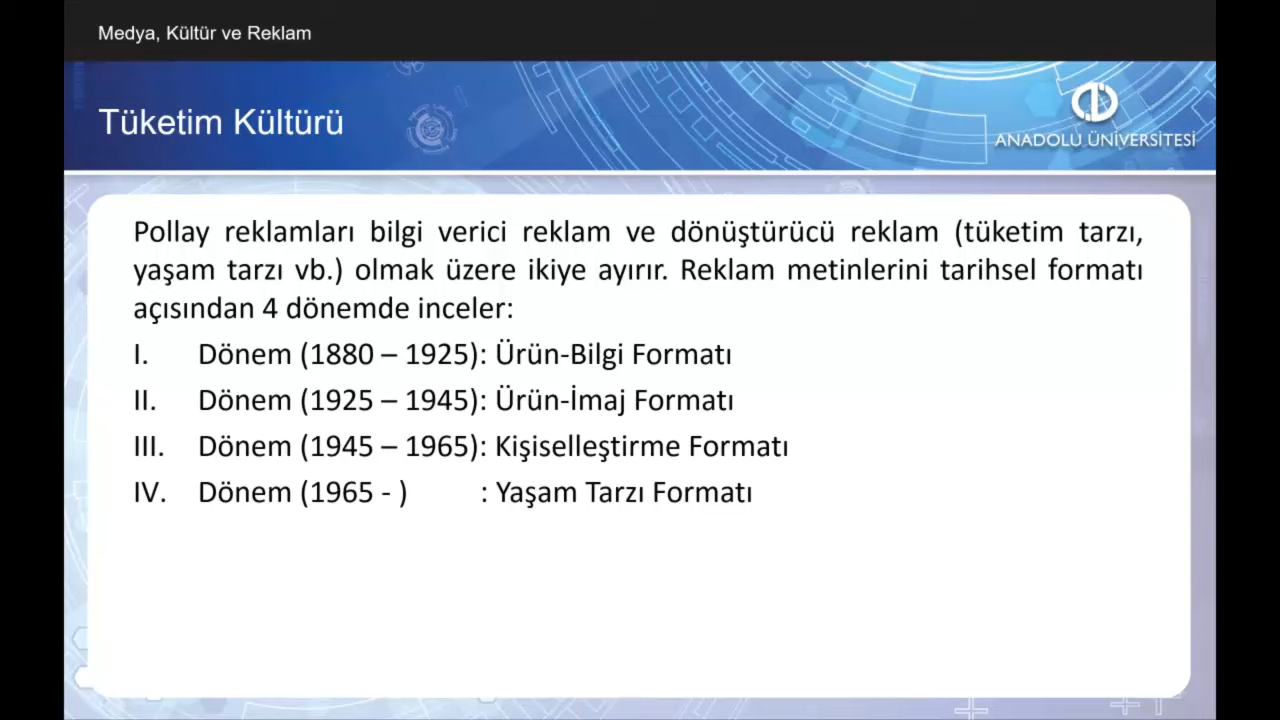 Medya, Kültür ve Reklam
Tüketim Kültürü
ANADOLU ÜNİVERSİTESİ
Pollay reklamları bilgi verici reklam ve dönüştürücü reklam (tüketim tarzı,
yaşam tarzı vb.) olmak üzere ikiye ayırır. Reklam metinlerini tarihsel formatı
açısından 4 dönemde inceler:
I. Dönem (1880 – 1925): Ürün-Bilgi Formatı
II. Dönem (1925 – 1945): Ürün-İmaj Formatı
III. Dönem (1945 – 1965): Kişiselleştirme Formatı
IV. Dönem (1965 - ) : Yaşam Tarzı Formatı